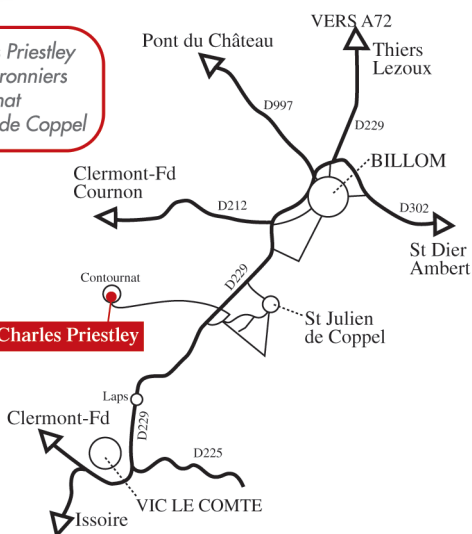 Priestley
ronniers
nat
de Coppel
VERS A72
Pont du Château
Thiers
Lezoux
D997
D229
BILLOM
Clermont-Fd
Cournon
D212
D302
St Dier
Ambert
D229
Contournat
Charles Priestley
St Julien
de Coppel
Laps
D229
Clermont-Fd
D225
VIC LE COMTE
Issoire